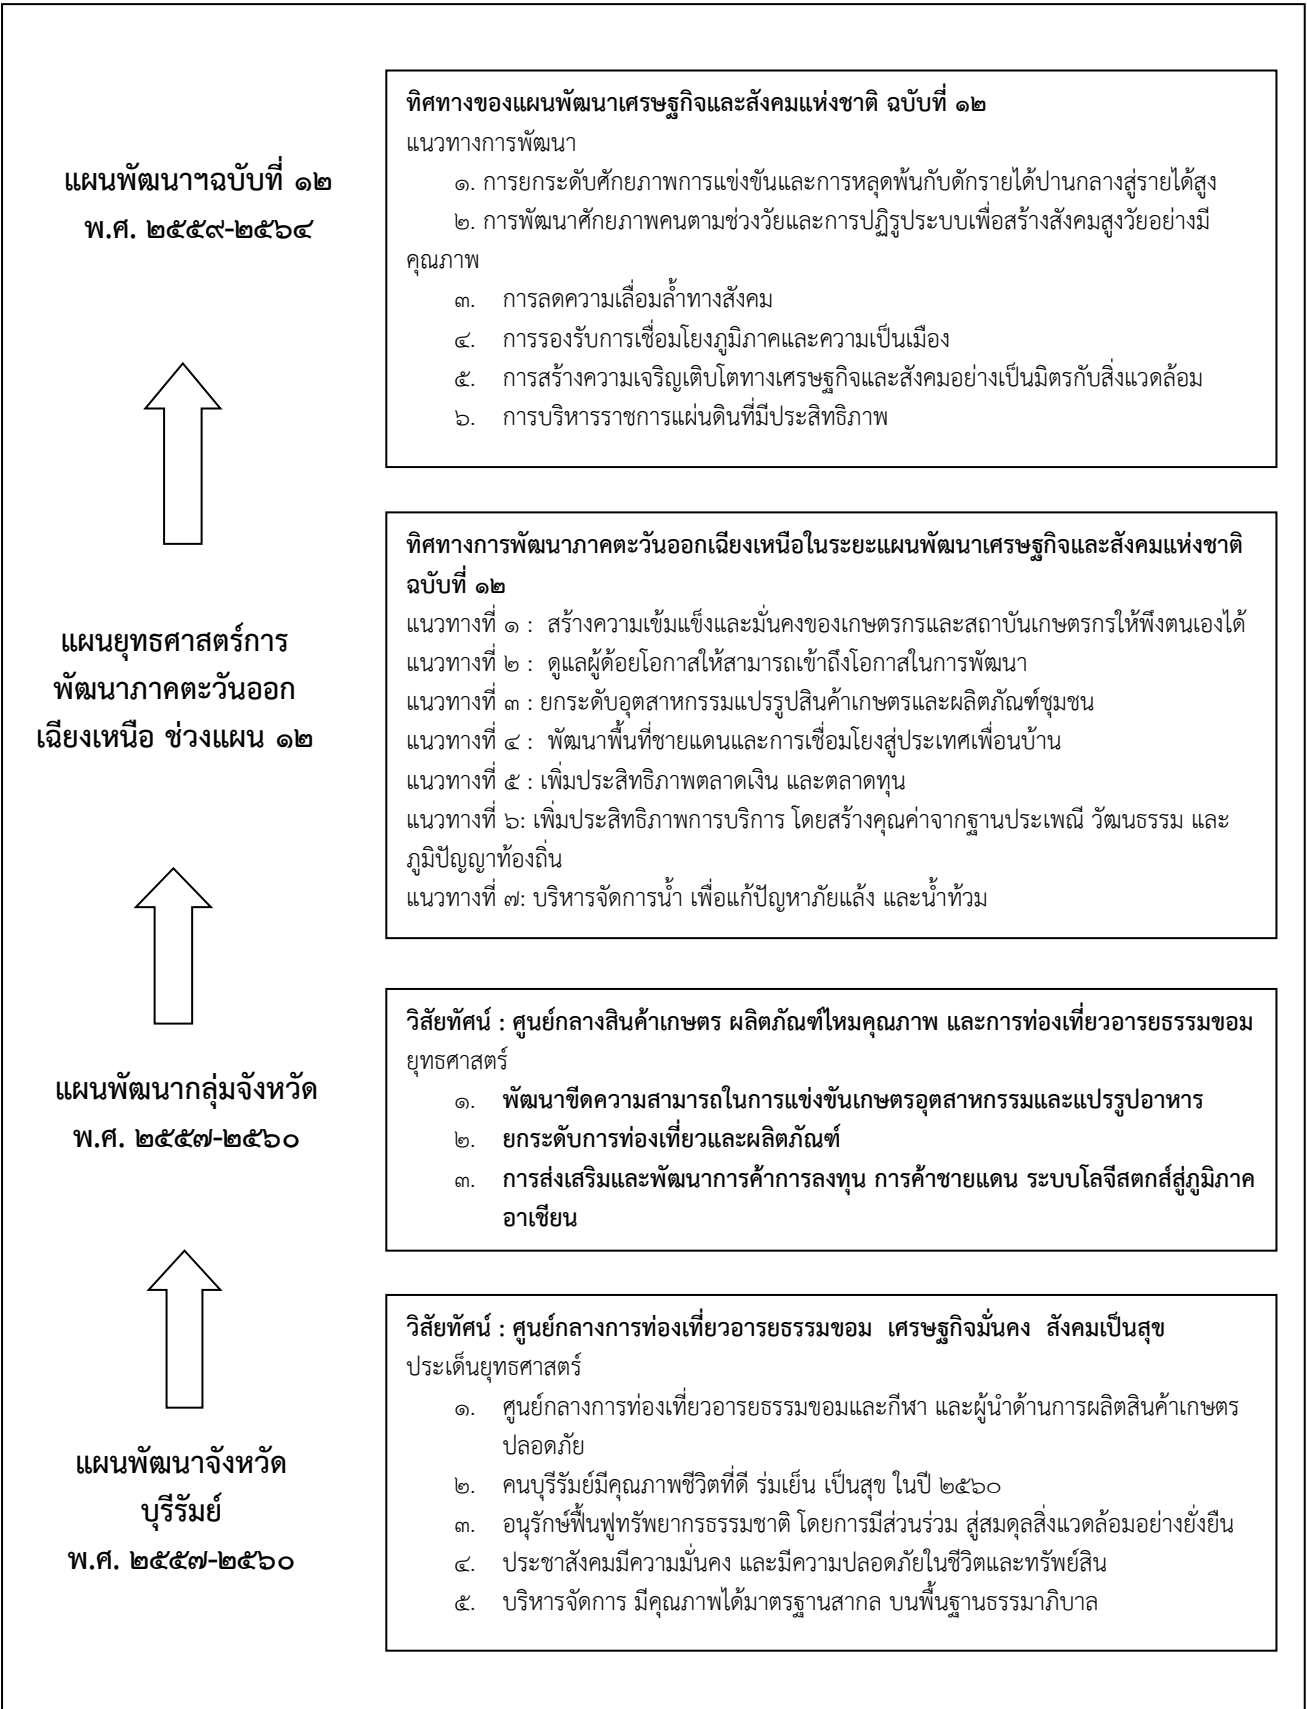 แผนพัฒนาฯฉบับที่ ๑๒
พ.ศ. ๒๕๕๙-๒๕๖๔
ทิศทางของแผนพัฒนาเศรษฐกิจและสังคมแห่งชาติ ฉบับที่ ๑๒
แนวทางการพัฒนา
๑. การยกระดับศักยภาพการแข่งขันและการหลุดพ้นกับดักรายได้ปานกลางสู่รายได้สูง
๒. การพัฒนาศักยภาพคนตามช่วงวัยและการปฏิรูประบบเพื่อสร้างสังคมสูงวัยอย่างมี
คุณภาพ
๓. การลดความเลื่อมล้ำทางสังคม
๔. การรองรับการเชื่อมโยงภูมิภาคและความเป็นเมือง
๕. การสร้างความเจริญเติบโตทางเศรษฐกิจและสังคมอย่างเป็นมิตรกับสิ่งแวดล้อม
๖. การบริหารราชการแผ่นดินที่มีประสิทธิภาพ
แผนยุทธศาสตร์การ
พัฒนาภาคตะวันออก
เฉียงเหนือ ช่วงแผน ๑๒
ทิศทางการพัฒนาภาคตะวันออกเฉียงเหนือในระยะแผนพัฒนาเศรษฐกิจและสังคมแห่งชาติ
ฉบับที่ ๑๒
แนวทางที่ ๑ : สร้างความเข้มแข็งและมั่นคงของเกษตรกรและสถาบันเกษตรกรให้พึงตนเองได้
แนวทางที่ ๒ : ดูแลผู้ด้อยโอกาสให้สามารถเข้าถึงโอกาสในการพัฒนา
แนวทางที่ ๓ : ยกระดับอุตสาหกรรมแปรรูปสินค้าเกษตรและผลิตภัณฑ์ชุมชน
แนวทางที่ ๔ : พัฒนาพื้นที่ชายแดนและการเชื่อมโยงสู่ประเทศเพื่อนบ้าน
แนวทางที่ ๕ : เพิ่มประสิทธิภาพตลาดเงิน และตลาดทุน
แนวทางที่ ๖: เพิ่มประสิทธิภาพการบริการ โดยสร้างคุณค่าจากฐานประเพณี วัฒนธรรม และ
ภูมิปัญญาท้องถิ่น
แนวทางที่ ๗: บริหารจัดการน้ำ เพื่อแก้ปัญหาภัยแล้ง และน้ำท้วม
แผนพัฒนากลุ่มจังหวัด
พ.ศ. ๒๕๕๗-๒๕๖๐
วิสัยทัศน์ : ศูนย์กลางสินค้าเกษตร ผลิตภัณฑ์ไหมคุณภาพ และการท่องเที่ยวอารยธรรมขอม
ยุทธศาสตร์
๑. พัฒนาขีดความสามารถในการแข่งขันเกษตรอุตสาหกรรมและแปรรูปอาหาร
๒. ยกระดับการท่องเที่ยวและผลิตภัณฑ์
๓. การส่งเสริมและพัฒนาการค้าการลงทุน การค้าชายแดน ระบบโลจีสตกส์สู่ภูมิภาค
อาเซียน
แผนพัฒนาจังหวัด
บุรีรัมย์
พ.ศ. ๒๕๕๗-๒๕๖๐
วิสัยทัศน์ : ศูนย์กลางการท่องเที่ยวอารยธรรมขอม เศรษฐกิจมั่นคง สังคมเป็นสุข
ประเด็นยุทธศาสตร์
๑. ศูนย์กลางการท่องเที่ยวอารยธรรมขอมและกีฬา และผู้นำด้านการผลิตสินค้าเกษตร
ปลอดภัย
๒. คนบุรีรัมย์มีคุณภาพชีวิตที่ดี ร่มเย็น เป็นสุข ในปี ๒๕๖๐
๓. อนุรักษ์ฟื้นฟูทรัพยากรธรรมชาติ โดยการมีส่วนร่วม สู่สมดุลสิ่งแวดล้อมอย่างยั่งยืน
๔. ประชาสังคมมีความมั่นคง และมีความปลอดภัยในชีวิตและทรัพย์สิน
๕. บริหารจัดการ มีคุณภาพได้มาตรฐานสากล บนพื้นฐานธรรมาภิบาล